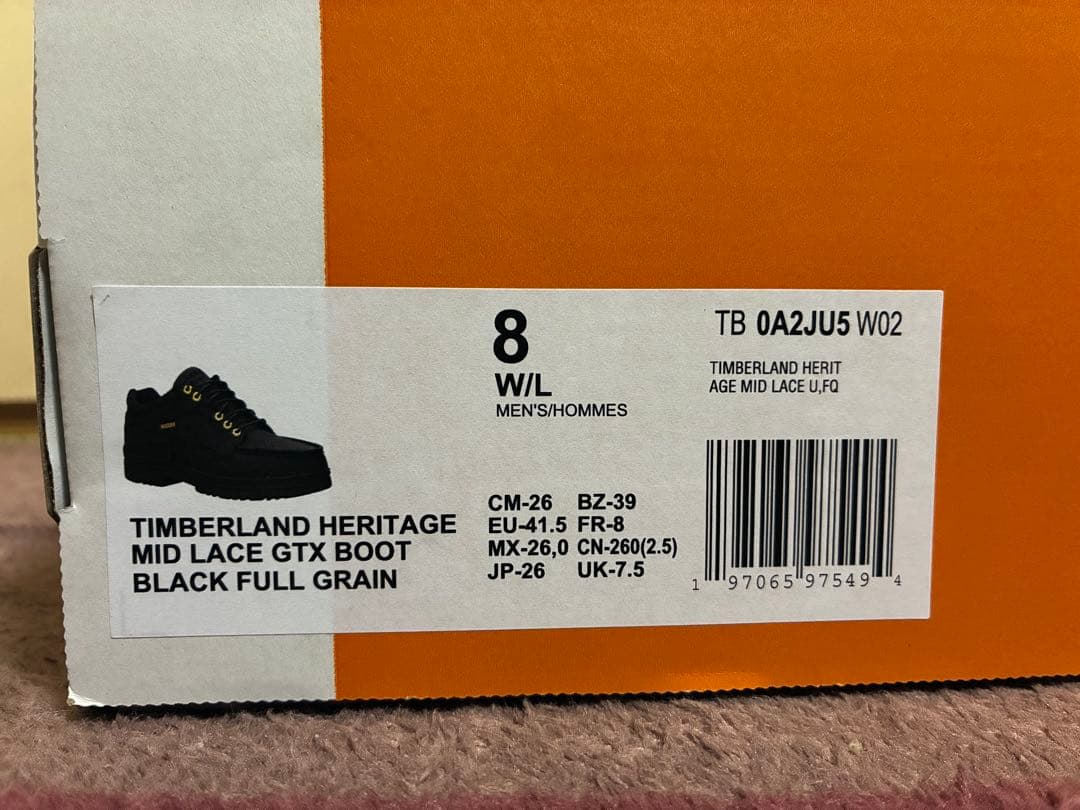 8
W/L
MEN'S/HOMMES
TB 0A2JU5 W02
TIMBERLAND HERIT
AGE MID LACE U,FQ
TIMBERLAND HERITAGE
MID LACE GTX BOOT
BLACK FULL GRAIN
CM-26 BZ-39
EU-41.5 FR-8
MX-26,0 CN-260(2.5)
JP-26 UK-7.5
1 97065 97549 4